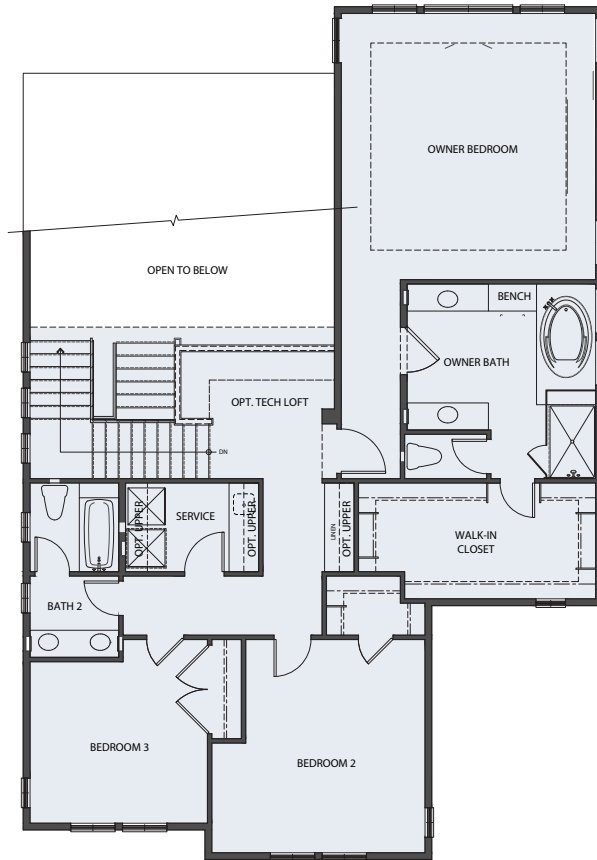 OWNER BEDROOM
OPEN TO BELOW
BENCH
OWNER BATH
OPT. TECH LOFT
DN
OPT. UPPER
SERVICE
OPT. UPPER
LINEN
OPT. UPPER
WALK-IN
CLOSET
BATH 2
BEDROOM 3
BEDROOM 2